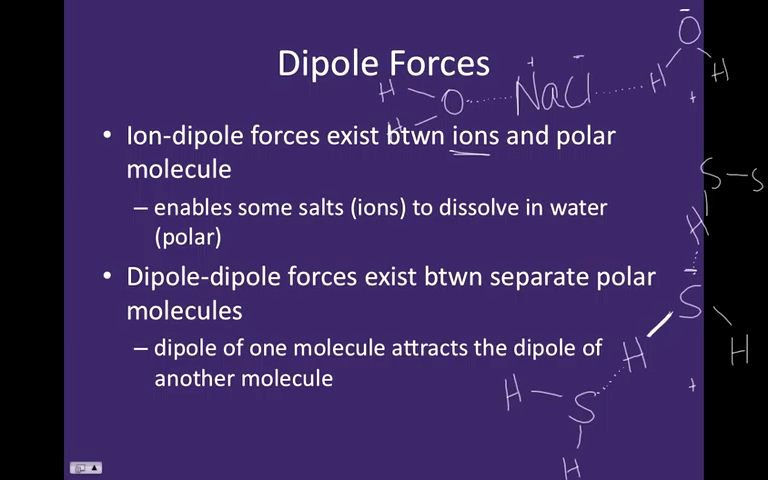 Dipole Forces
H O NaCl H O H
H
+ - - +
• Ion-dipole forces exist btwn ions and polar
molecule
– enables some salts (ions) to dissolve in water
(polar)
• Dipole-dipole forces exist btwn separate polar
molecules
– dipole of one molecule attracts the dipole of
another molecule
S S
H
-
S
H H
+
H S
H